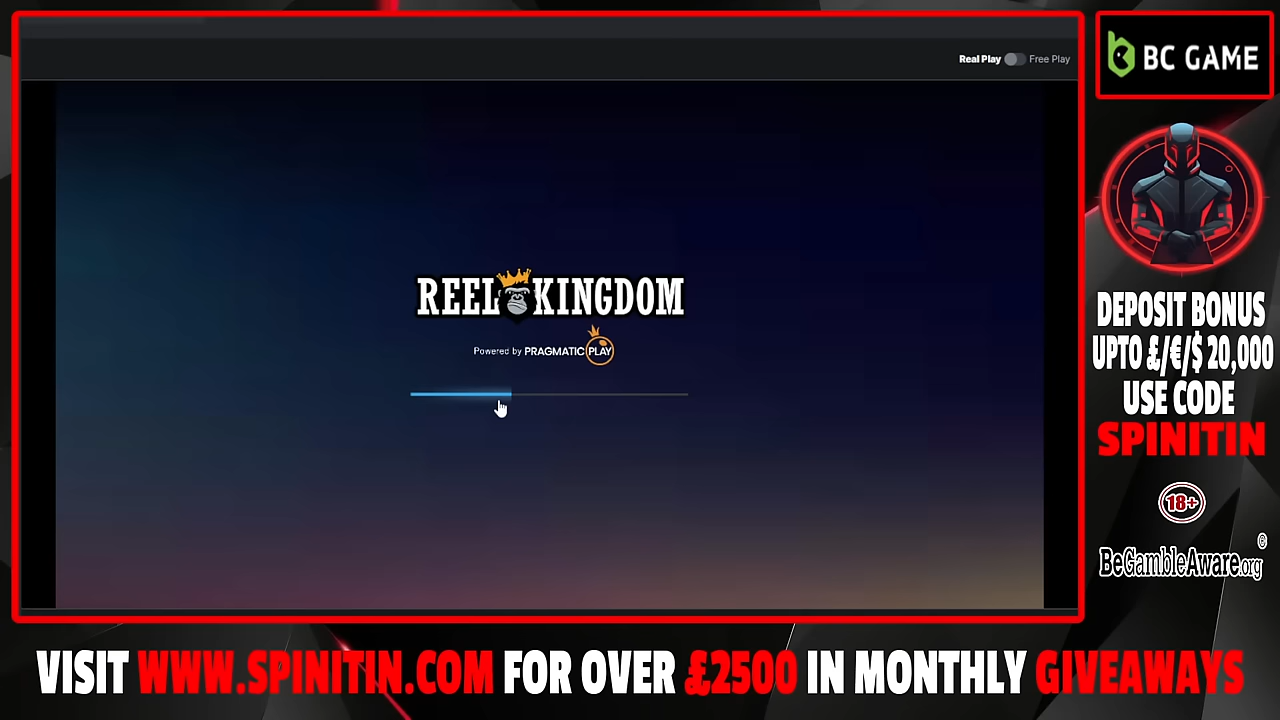 Real Play Free Play
BC GAME
REEL KINGDOM
Powered by PRAGMATIC PLAY
DEPOSIT BONUS
UPTO £/€/$ 20,000
USE CODE
SPINITIN
18+
©
BeGambleAware.org
VISIT WWW.SPINITIN.COM FOR OVER £2500 IN MONTHLY GIVEAWAYS